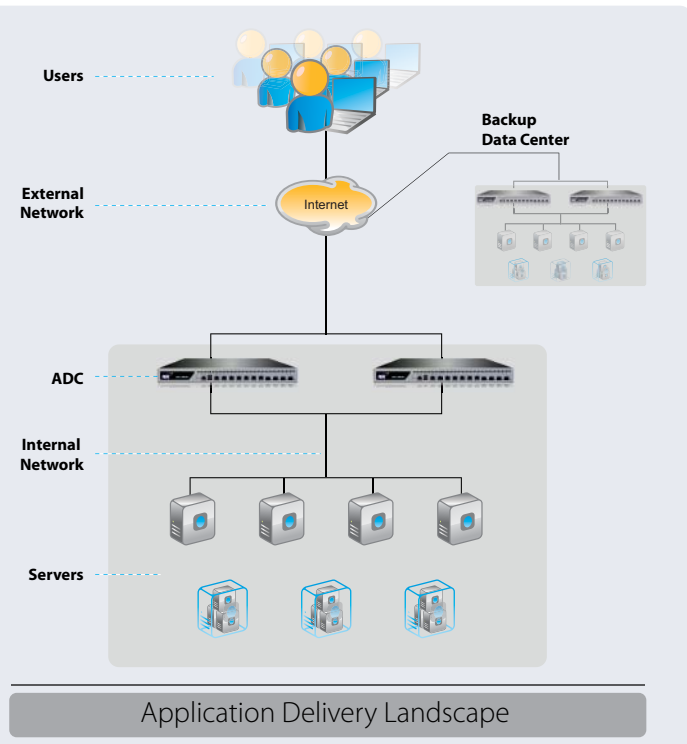 Users
Backup
Data Center
External
Network
Internet
ADC
Internal
Network
Servers
Application Delivery Landscape